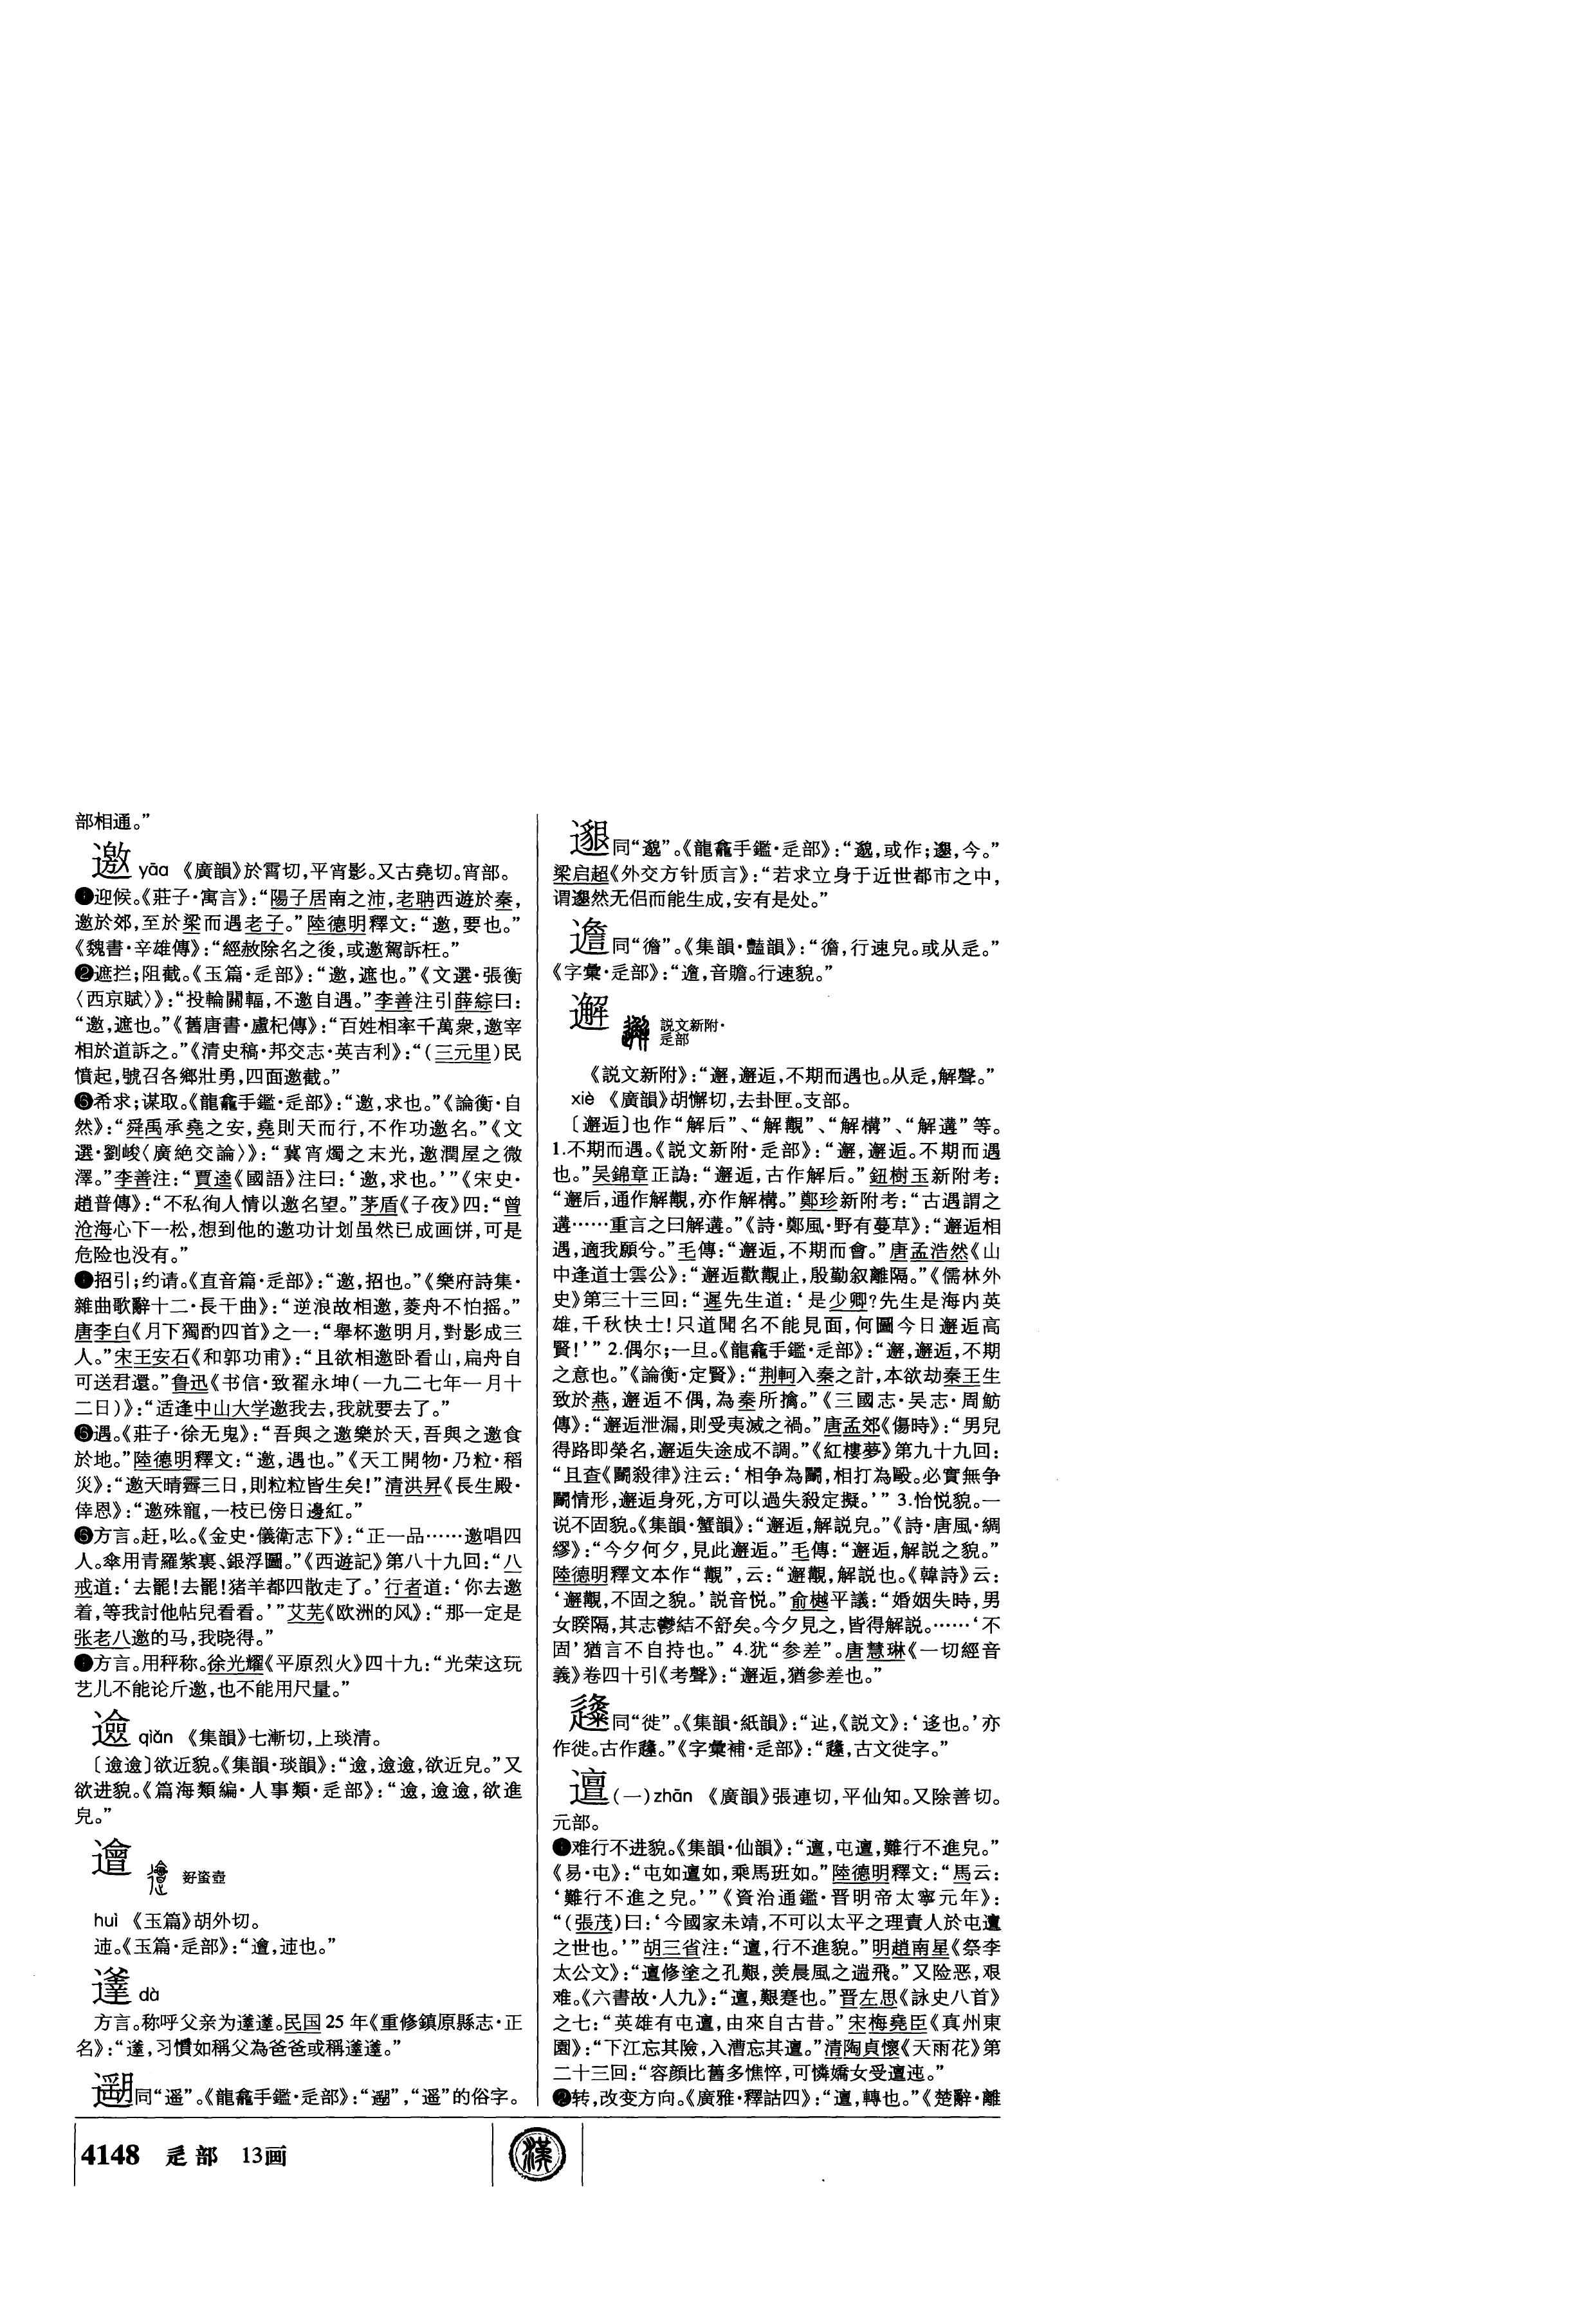 部相通。”
邀 yāo 《廣韻》於霄切，平宵影。又古堯切。宵部。
❶迎候。《莊子·寓言》：“陽子居南之沛，老聃西遊於秦，
邀於郊，至於梁而遇老子。”陸德明釋文：“邀，要也。”
《魏書·辛雄傳》：“經赦除名之後，或邀駕訴枉。”
❷遮拦；阻截。《玉篇·辵部》：“邀，遮也。”《文選·張衡
〈西京賦〉》：“投輪關輻，不邀自遇。”李善注引薛綜曰：
“邀，遮也。”《舊唐書·盧杞傳》：“百姓相率千萬衆，邀宰
相於道訴之。”《清史稿·邦交志·英吉利》：“（三元里）民
憤起，號召各鄉壯勇，四面邀截。”
❸希求；谋取。《龍龕手鑑·辵部》：“邀，求也。”《論衡·自
然》：“舜禹承堯之安，堯則天而行，不作功邀名。”《文
選·劉峻〈廣絶交論〉》：“冀宵燭之末光，邀潤屋之微
澤。”李善注：“賈逵《國語》注曰：‘邀，求也。’”《宋史·
趙普傳》：“不私徇人情以邀名望。”茅盾《子夜》四：“曾
沧海心下一松，想到他的邀功计划虽然已成画饼，可是
危险也没有。”
❹招引；约请。《直音篇·辵部》：“邀，招也。”《樂府詩集·
雜曲歌辭十二·長干曲》：“逆浪故相邀，菱舟不怕摇。”
唐李白《月下獨酌四首》之一：“舉杯邀明月，對影成三
人。”宋王安石《和郭功甫》：“且欲相邀卧看山，扁舟自
可送君還。”鲁迅《书信·致翟永坤（一九二七年一月十
二日）》：“适逢中山大学邀我去，我就要去了。”
❺遇。《莊子·徐无鬼》：“吾與之邀樂於天，吾與之邀食
於地。”陸德明釋文：“邀，遇也。”《天工開物·乃粒·稻
災》：“邀天晴霽三日，則粒粒皆生矣！”清洪昇《長生殿·
倖恩》：“邀殊寵，一枝已傍日邊紅。”
❻方言。赶，吆。《金史·儀衛志下》：“正一品……邀唱四
人。傘用青羅紫裏、銀浮圖。”《西遊記》第八十九回：“八
戒道：‘去罷！去罷！猪羊都四散走了。’行者道：‘你去邀
着，等我討他帖兒看看。’”艾芜《欧洲的风》：“那一定是
张老八邀的马，我晓得。”
❼方言。用秤称。徐光耀《平原烈火》四十九：“光荣这玩
艺儿不能论斤邀，也不能用尺量。”
𨗦 qiǎn 《集韻》七漸切，上琰清。
〔𨗦𨗦〕欲近貌。《集韻·琰韻》：“𨗦，𨗦𨗦，欲近皃。”又
欲进貌。《篇海類編·人事類·辵部》：“𨗦，𨗦𨗦，欲進
皃。”
𨗥 𧊒壺
huì 《玉篇》胡外切。
迊。《玉篇·辵部》：“𨗥，迊也。”
墶 dà
方言。称呼父亲为𨗾𨗾。民国25年《重修鎮原縣志·正
名》：“𨗾，习慣如稱父為爸爸或稱𨗾𨗾。”
同“遥”。《龍龕手鑑·辵部》：“”，“遥”的俗字。
邈 同“邈”。《龍龕手鑑·辵部》：“邈，或作；，今。”
梁启超《外交方针质言》：“若求立身于近世都市之中，
谓然无侣而能生成，安有是处。”
同“𢕓”。《集韻·豔韻》：“，行速皃。或从辵。”
《字彙·辵部》：“，音贍。行速貌。”
邂 説文新附·
辵部
《説文新附》：“邂，邂逅，不期而遇也。从辵，解聲。”
xiè 《廣韻》胡懈切，去卦匣。支部。
〔邂逅〕也作“解后”、“解覯”、“解構”、“解遘”等。
1.不期而遇。《説文新附·辵部》：“邂，邂逅。不期而遇
也。”吴錦章正譌：“邂逅，古作解后。”鈕樹玉新附考：
“邂后，通作解覯，亦作解構。”鄭珍新附考：“古遇謂之
遘……重言之曰解遘。”《詩·鄭風·野有蔓草》：“邂逅相
遇，適我願兮。”毛傳：“邂逅，不期而會。”唐孟浩然《山
中逢道士雲公》：“邂逅歡覯止，殷勤叙離隔。”《儒林外
史》第三十三回：“遲先生道：‘是少卿？先生是海内英
雄，千秋快士！只道聞名不能見面，何圖今日邂逅高
賢！’”2.偶尔；一旦。《龍龕手鑑·辵部》：“邂，邂逅，不期
之意也。”《論衡·定賢》：“荆軻入秦之計，本欲劫秦王生
致於燕，邂逅不偶，為秦所擒。”《三國志·吴志·周魴
傳》：“邂逅泄漏，則受夷滅之禍。”唐孟郊《傷時》：“男兒
得路即榮名，邂逅失途成不調。”《紅樓夢》第九十九回：
“且查《鬭殺律》注云：‘相争為鬭，相打為毆。必實無争
鬭情形，邂逅身死，方可以過失殺定擬。’”3.怡悦貌。一
说不固貌。《集韻·蟹韻》：“邂逅，解説皃。”《詩·唐風·綢
繆》：“今夕何夕，見此邂逅。”毛傳：“邂逅，解説之貌。”
陸德明釋文本作“覯”，云：“邂覯，解説也。《韓詩》云：
‘邂覯，不固之貌。’説音悦。”俞樾平議：“婚姻失時，男
女睽隔，其志鬱結不舒矣。今夕見之，皆得解説。……‘不
固’猶言不自持也。”4.犹“参差”。唐慧琳《一切經音
義》卷四十引《考聲》：“邂逅，猶參差也。”
同“徙”。《集韻·紙韻》：“辿，《説文》：‘迻也。’亦
作徙。古作。”《字彙補·辵部》：“，古文徙字。”
邅（一）zhān 《廣韻》張連切，平仙知。又除善切。
元部。
❶难行不进貌。《集韻·仙韻》：“邅，屯邅，難行不進皃。”
《易·屯》：“屯如邅如，乘馬班如。”陸德明釋文：“馬云：
‘難行不進之皃。’”《資治通鑑·晋明帝太寧元年》：
“（張茂）曰：‘今國家未靖，不可以太平之理責人於屯邅
之世也。’”胡三省注：“邅，行不進貌。”明趙南星《祭李
太公文》：“邅修塗之孔艱，羡晨風之遄飛。”又险恶，艰
难。《六書故·人九》：“邅，艱蹇也。”晋左思《詠史八首》
之七：“英雄有屯邅，由來自古昔。”宋梅堯臣《真州東
園》：“下江忘其險，入漕忘其邅。”清陶貞懷《天雨花》第
二十三回：“容顔比舊多憔悴，可憐嬌女受邅迍。”
❷转，改变方向。《廣雅·釋詁四》：“邅，轉也。”《楚辭·離
4148 辵部 13画
漢